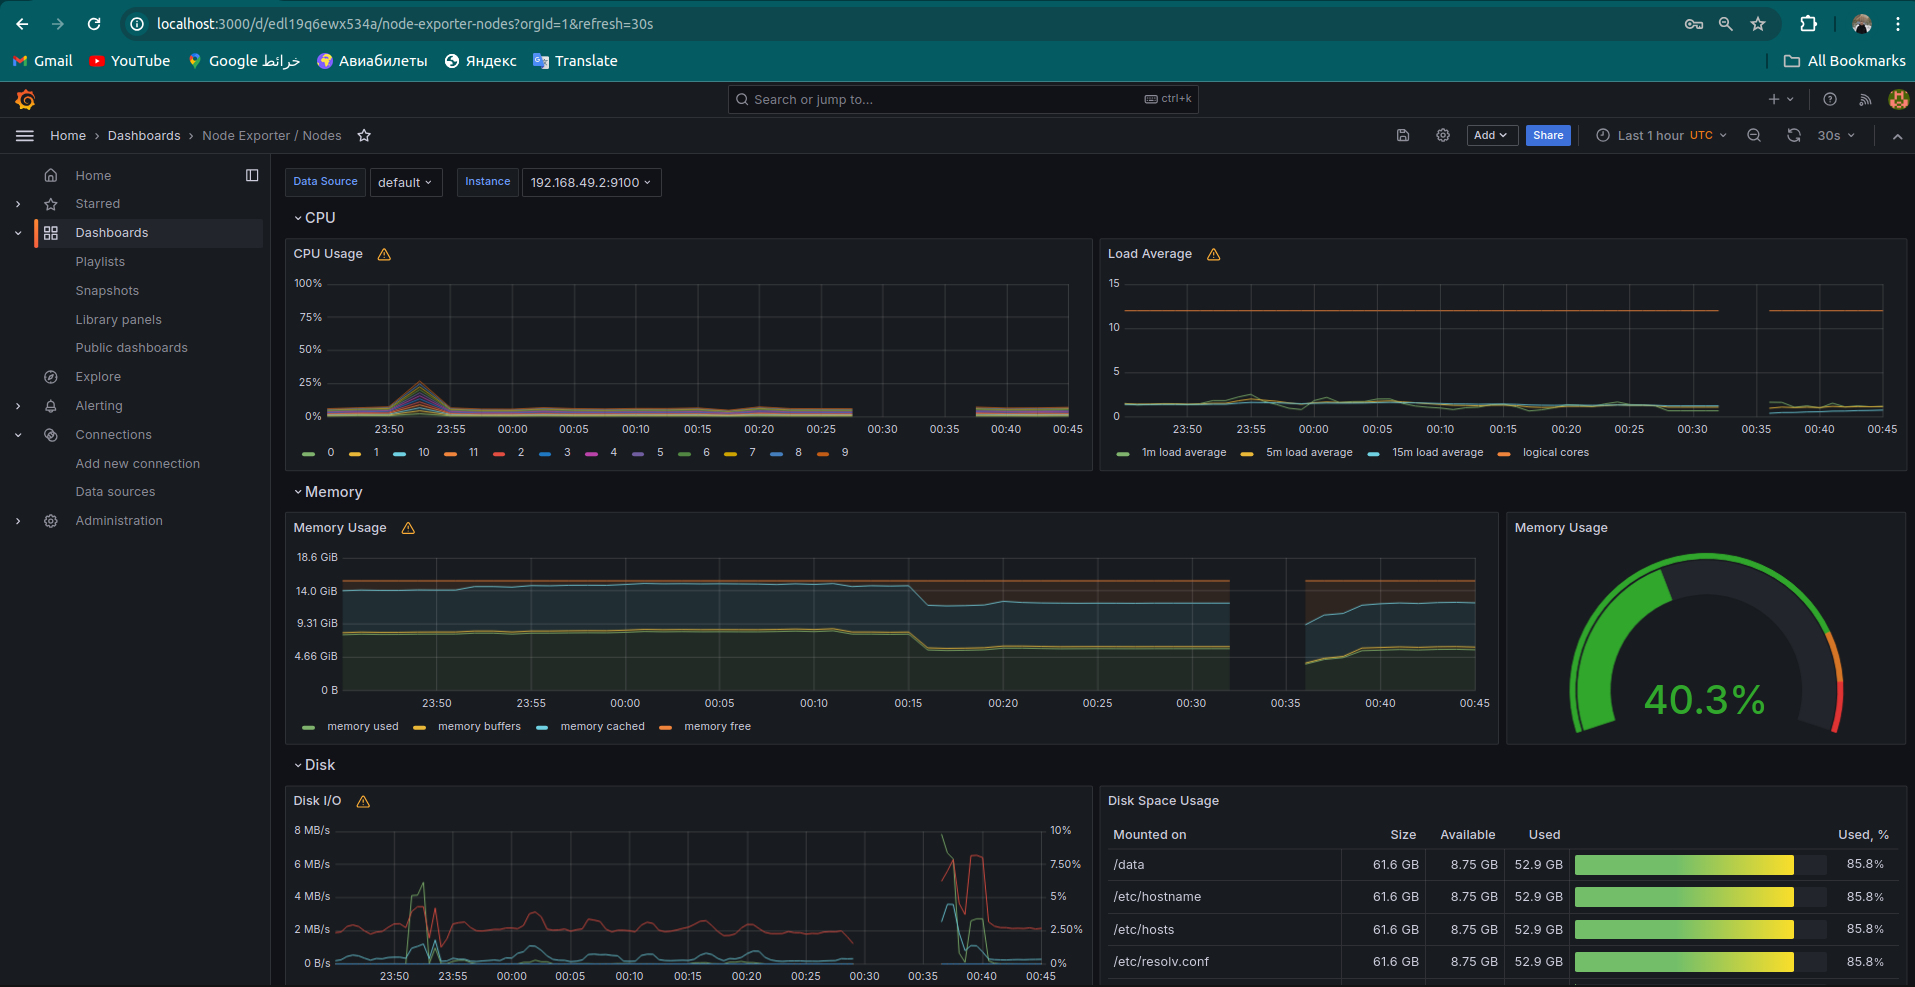 localhost:3000/d/edl19q6ewx534a/node-exporter-nodes?orgId=1&refresh=30s
Gmail YouTube Google خرائط Авиабилеты Яндекс Translate All Bookmarks
Search or jump to... ctrl+k
Home › Dashboards › Node Exporter / Nodes Add Share Last 1 hour UTC 30s
Home
Starred
Dashboards
Playlists
Snapshots
Library panels
Public dashboards
Explore
Alerting
Connections
Add new connection
Data sources
Administration
Data Source default Instance 192.168.49.2:9100
CPU
CPU Usage
100%
75%
50%
25%
0%
23:50 23:55 00:00 00:05 00:10 00:15 00:20 00:25 00:30 00:35 00:40 00:45
0 1 10 11 2 3 4 5 6 7 8 9
Load Average
15
10
5
0
23:50 23:55 00:00 00:05 00:10 00:15 00:20 00:25 00:30 00:35 00:40 00:45
1m load average 5m load average 15m load average logical cores
Memory
Memory Usage
18.6 GiB
14.0 GiB
9.31 GiB
4.66 GiB
0 B
23:50 23:55 00:00 00:05 00:10 00:15 00:20 00:25 00:30 00:35 00:40 00:45
memory used memory buffers memory cached memory free
Memory Usage
40.3%
Disk
Disk I/O
8 MB/s 10%
6 MB/s 7.50%
4 MB/s 5%
2 MB/s 2.50%
0 B/s 0%
23:50 23:55 00:00 00:05 00:10 00:15 00:20 00:25 00:30 00:35 00:40 00:45
Disk Space Usage
Mounted on Size Available Used Used, %
/data 61.6 GB 8.75 GB 52.9 GB 85.8%
/etc/hostname 61.6 GB 8.75 GB 52.9 GB 85.8%
/etc/hosts 61.6 GB 8.75 GB 52.9 GB 85.8%
/etc/resolv.conf 61.6 GB 8.75 GB 52.9 GB 85.8%